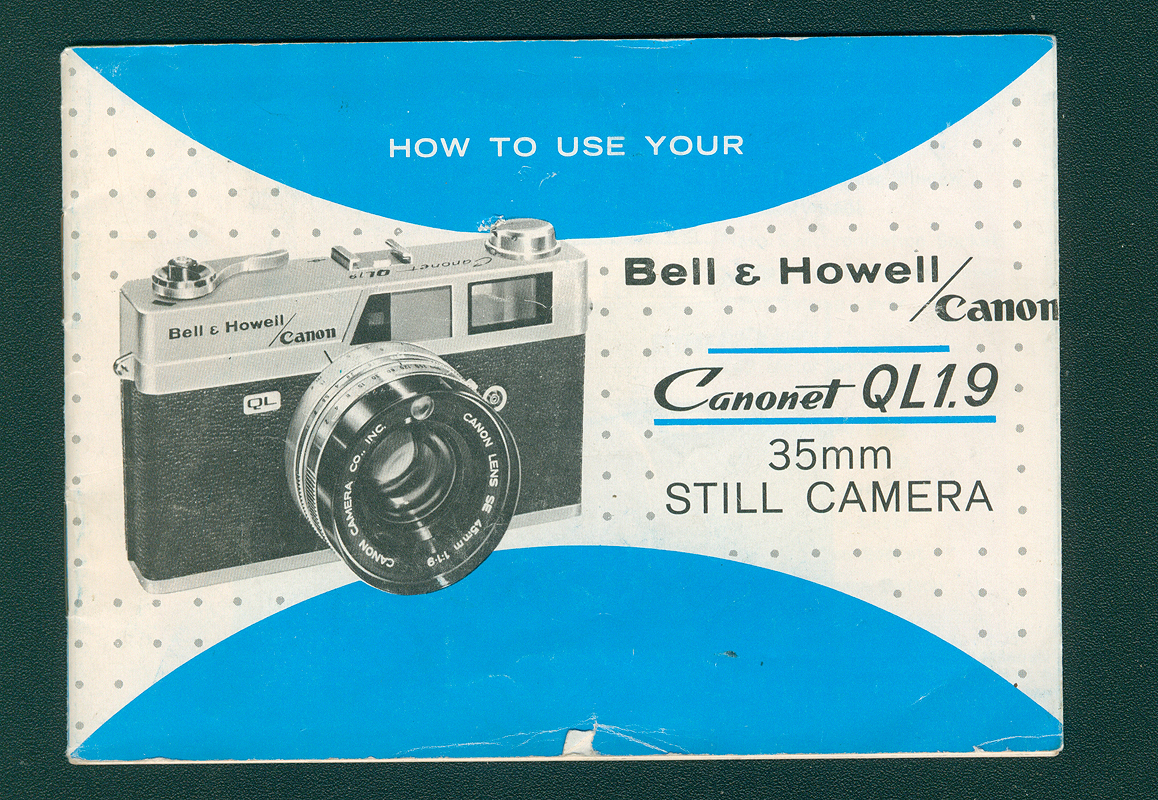 HOW TO USE YOUR
Bell & Howell/Canon
Canonet QL1.9
35mm
STILL CAMERA
Canonet QL19
Bell & Howell/Canon
QL
CANON CAMERA CO., INC.
CANON LENS SE 45mm 1:1.9